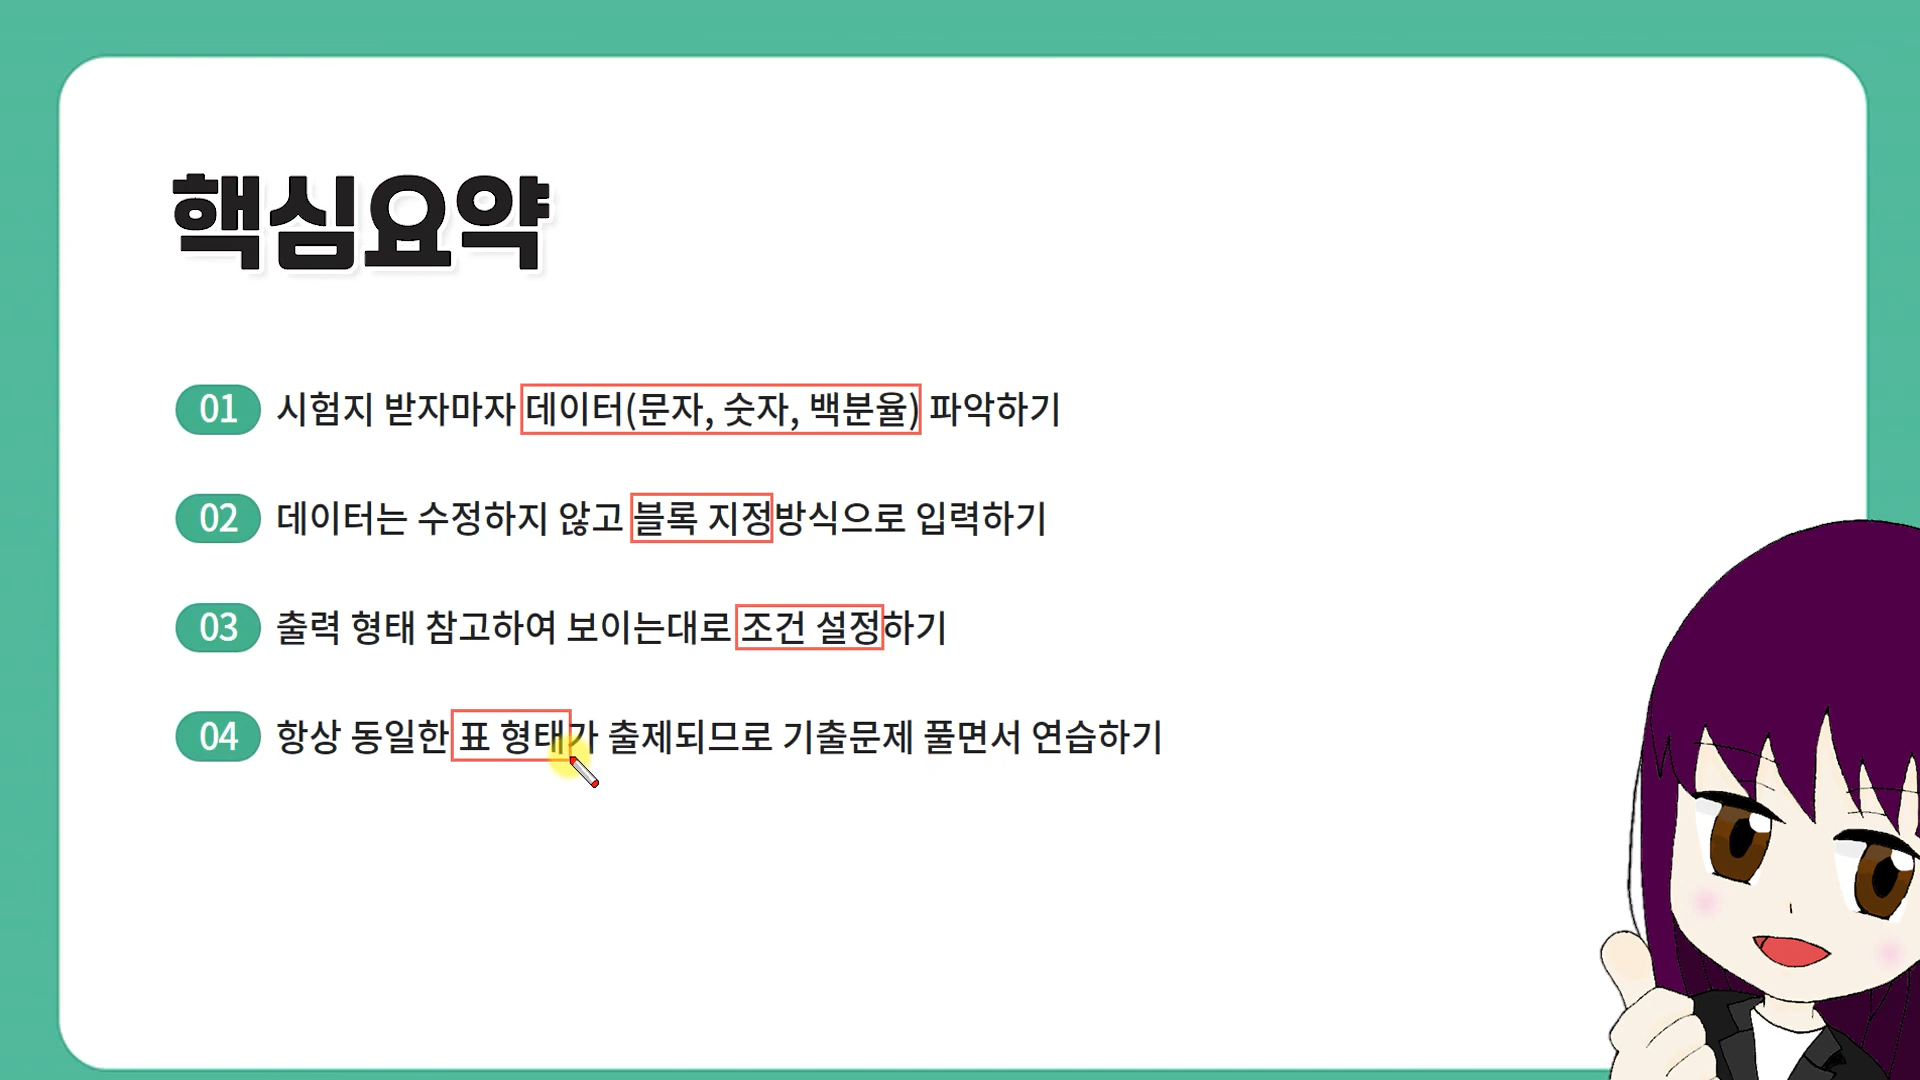 핵심요약
01 시험지 받자마자 데이터(문자, 숫자, 백분율) 파악하기
02 데이터는 수정하지 않고 블록 지정방식으로 입력하기
03 출력 형태 참고하여 보이는대로 조건 설정하기
04 항상 동일한 표 형태가 출제되므로 기출문제 풀면서 연습하기